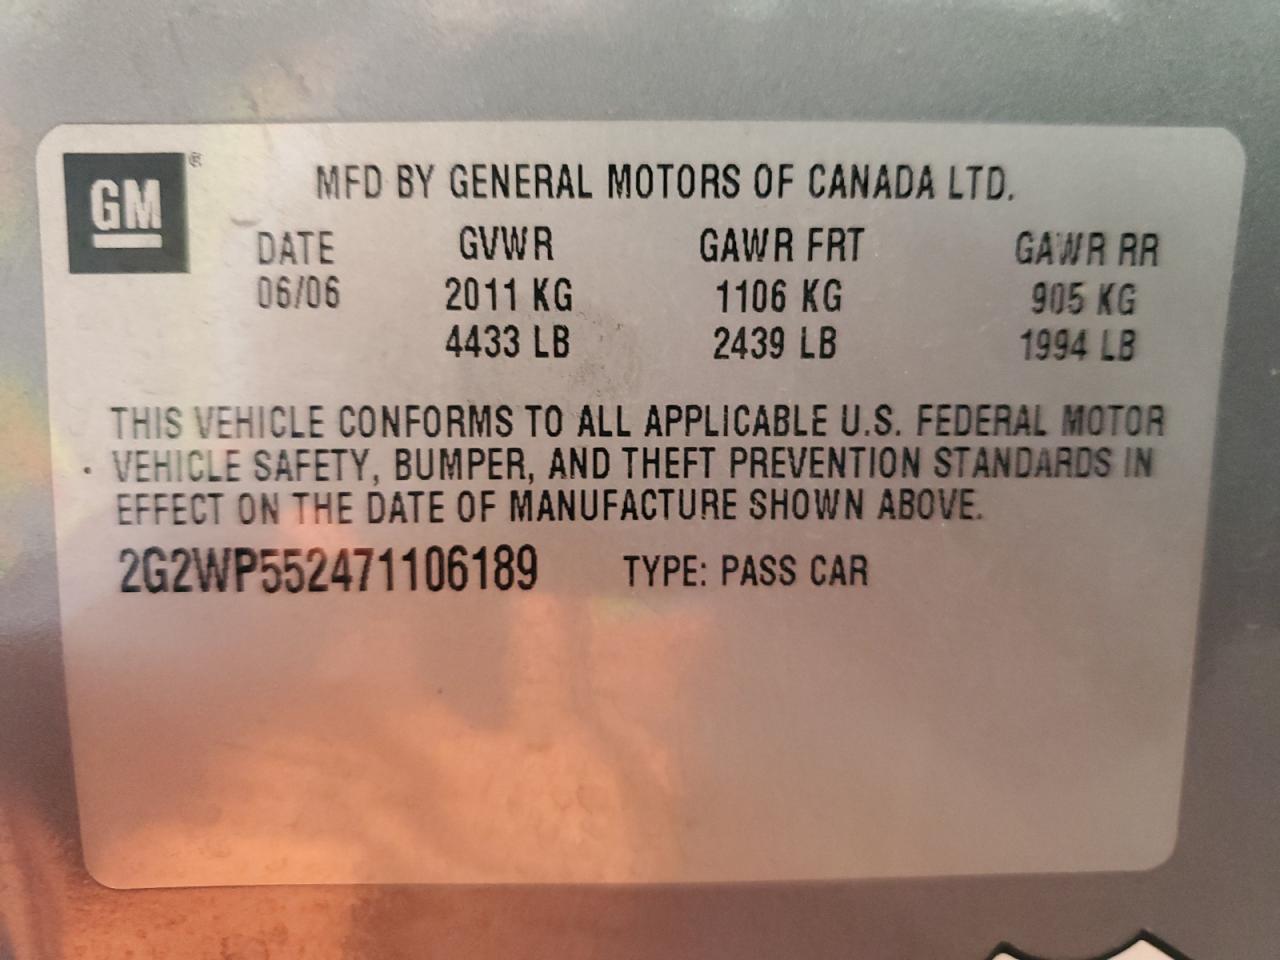 GM®
MFD BY GENERAL MOTORS OF CANADA LTD.
DATE GVWR GAWR FRT GAWR RR
06/06 2011 KG 1106 KG 905 KG
4433 LB 2439 LB 1994 LB
THIS VEHICLE CONFORMS TO ALL APPLICABLE U.S. FEDERAL MOTOR
VEHICLE SAFETY, BUMPER, AND THEFT PREVENTION STANDARDS IN
EFFECT ON THE DATE OF MANUFACTURE SHOWN ABOVE.
2G2WP552471106189 TYPE: PASS CAR